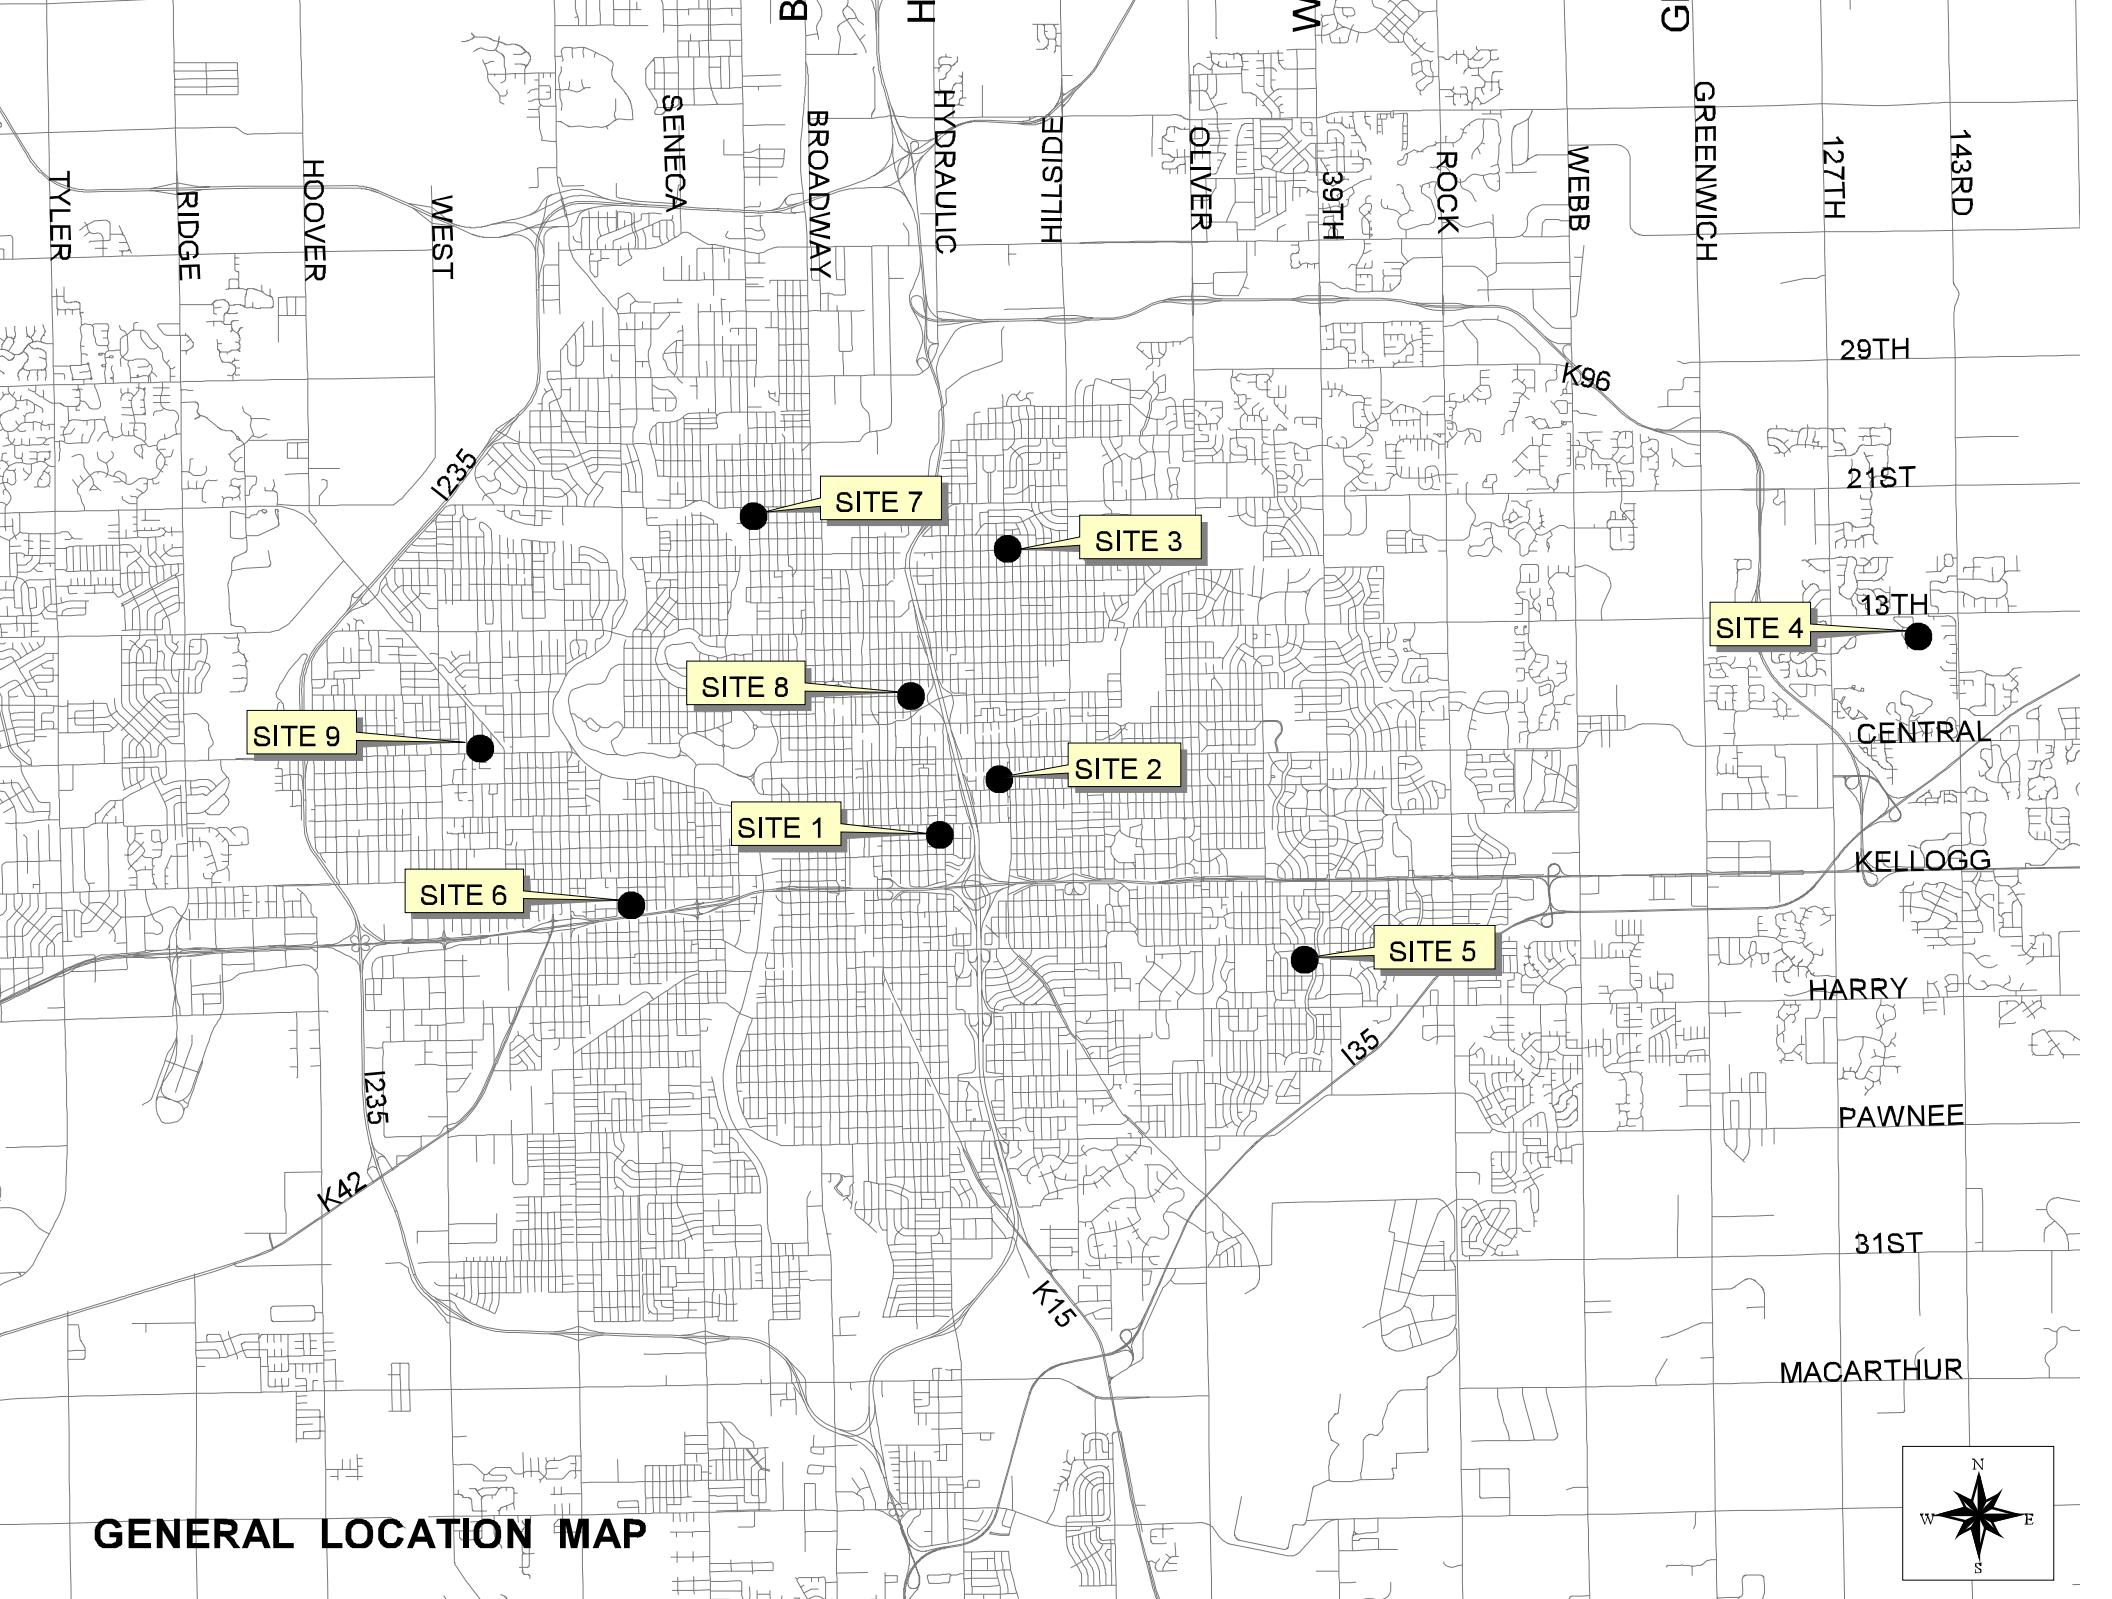 B
H
W
G
SENECA
BROADWAY
HYDRAULIC
HILLSIDE
OLIVER
39TH
ROCK
WEBB
GREENWICH
127TH
143RD
TYLER
RIDGE
HOOVER
WEST
29TH
K96
I235
21ST
SITE 7
SITE 3
13TH
SITE 4
SITE 8
SITE 9
CENTRAL
SITE 2
SITE 1
KELLOGG
SITE 6
SITE 5
HARRY
I35
I235
PAWNEE
K42
31ST
K15
MACARTHUR
N
W
E
S
GENERAL LOCATION MAP